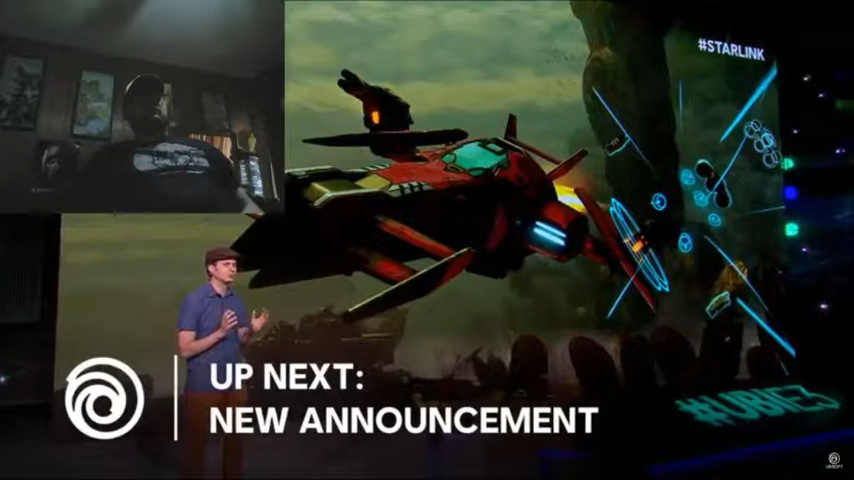 #STARLINK
UP NEXT:
NEW ANNOUNCEMENT
#UBIE3
UBISOFT